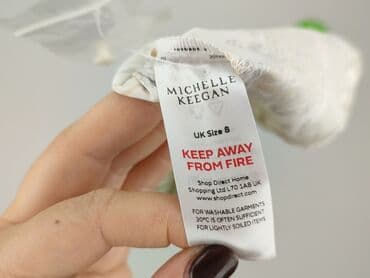 MICHELLE
KEEGAN
UK Size 8
KEEP AWAY
FROM FIRE
Shop Direct Home
Shopping Ltd L70 1AB UK
www.shopdirect.com
FOR WASHABLE GARMENTS
30°C IS OFTEN SUFFICIENT
FOR LIGHTLY SOILED ITEMS